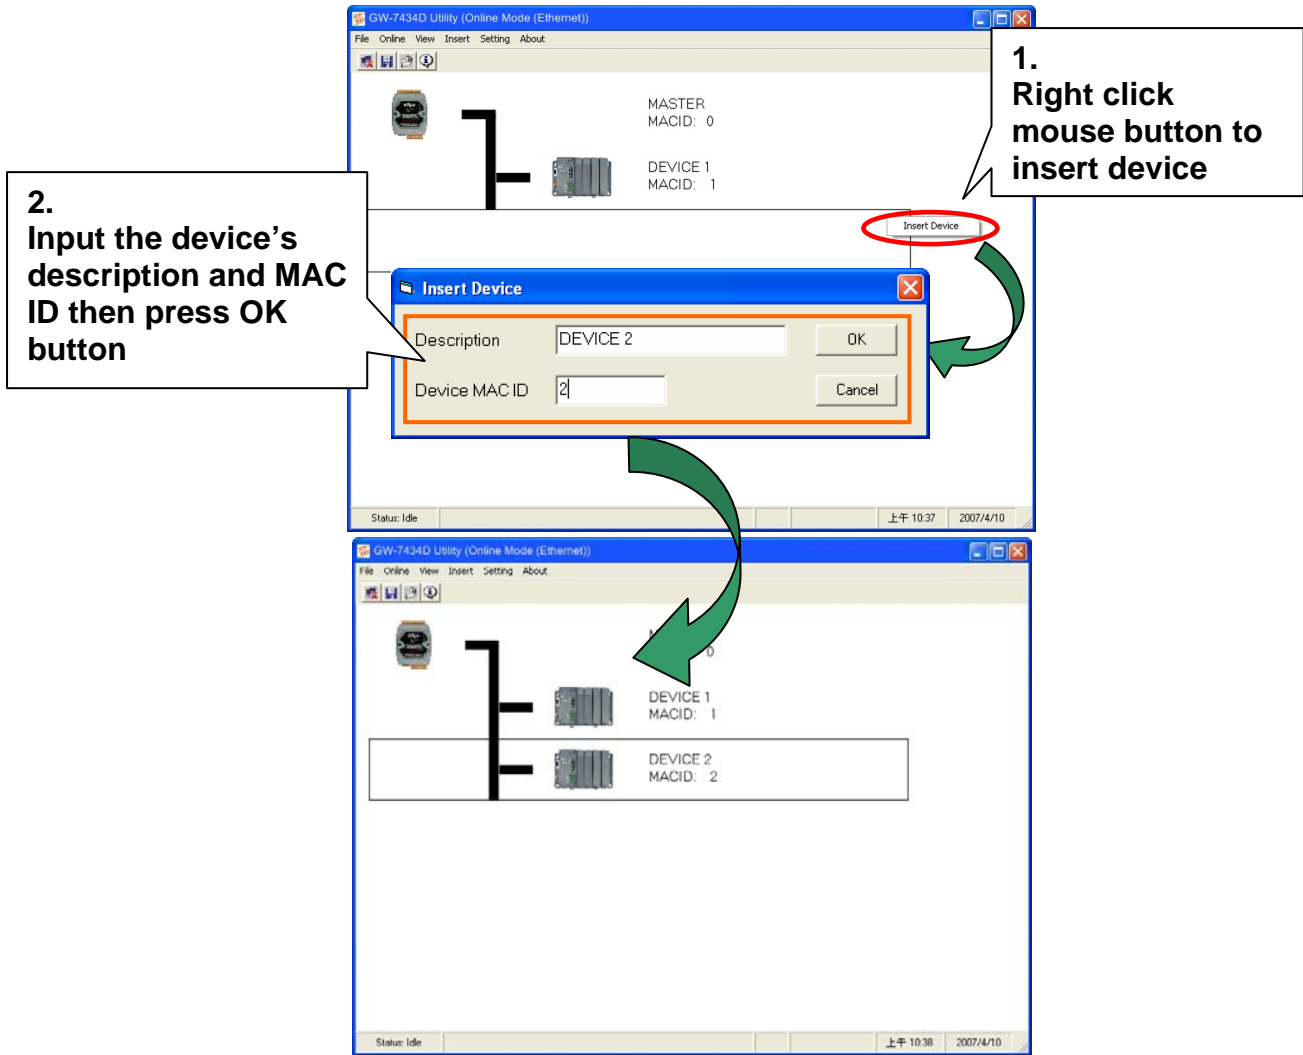 GW-7434D Utility (Online Mode (Ethernet))
File Online View Insert Setting About
1.
Right click
mouse button to
insert device
MASTER
MACID: 0
DEVICE 1
MACID: 1
2.
Input the device's
description and MAC
ID then press OK
button
Insert Device
Insert Device
Description DEVICE 2 OK
Device MAC ID 2 Cancel
Status: Idle 上午 10:37 2007/4/10
GW-7434D Utility (Online Mode (Ethernet))
File Online View Insert Setting About
0
DEVICE 1
MACID: 1
DEVICE 2
MACID: 2
Status: Idle 上午 10:38 2007/4/10